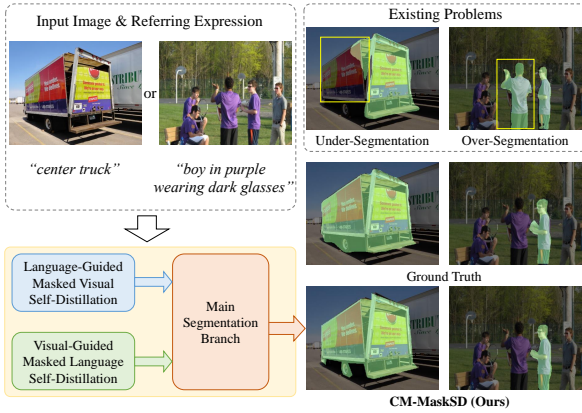 Input Image & Referring Expression
or
TRIBUT
“center truck”
“boy in purple
wearing dark glasses”
Existing Problems
Under-Segmentation
Over-Segmentation
Language-Guided
Masked Visual
Self-Distillation
Visual-Guided
Masked Language
Self-Distillation
Main
Segmentation
Branch
Ground Truth
CM-MaskSD (Ours)